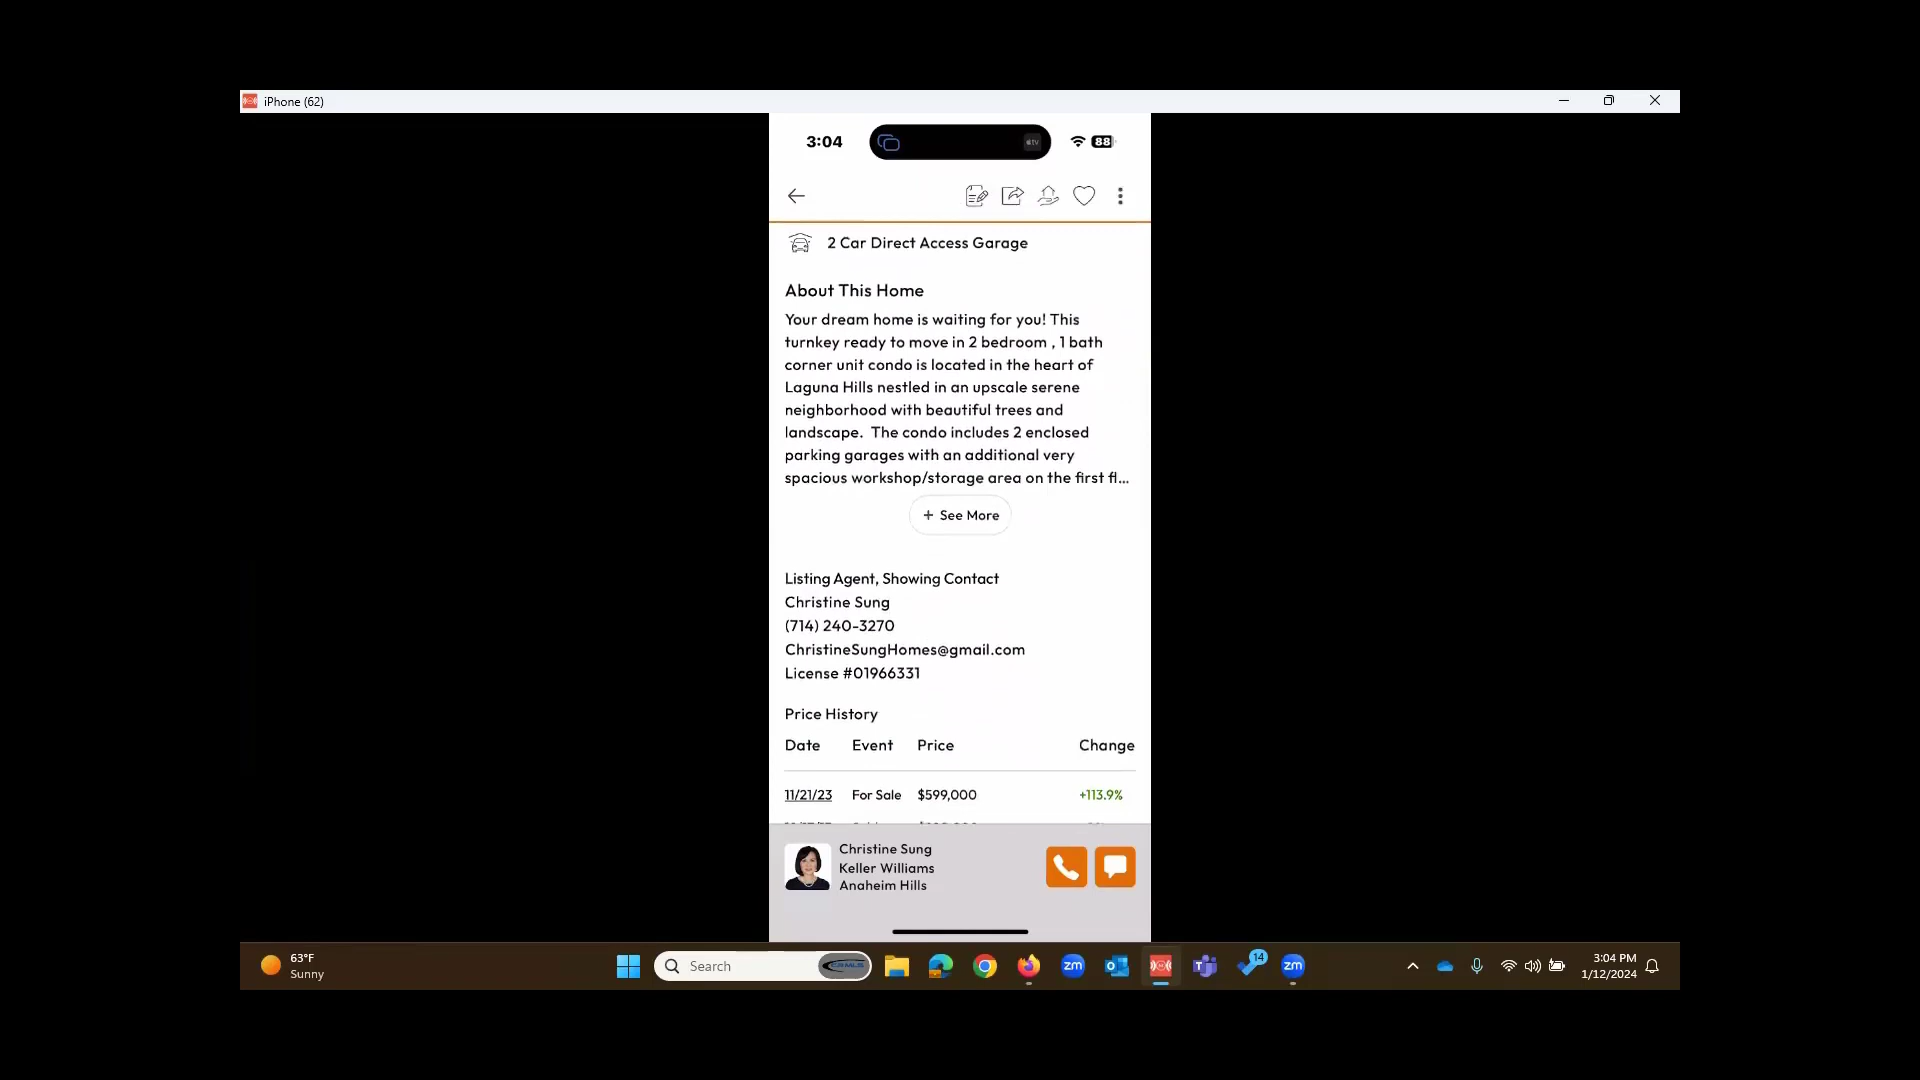 iPhone (62)
3:04
tv
88
2 Car Direct Access Garage
About This Home
Your dream home is waiting for you! This
turnkey ready to move in 2 bedroom , 1 bath
corner unit condo is located in the heart of
Laguna Hills nestled in an upscale serene
neighborhood with beautiful trees and
landscape.  The condo includes 2 enclosed
parking garages with an additional very
spacious workshop/storage area on the first fl...
+ See More
Listing Agent, Showing Contact
Christine Sung
(714) 240-3270
ChristineSungHomes@gmail.com
License #01966331
Price History
Date Event Price Change
11/21/23 For Sale $599,000 +113.9%
Christine Sung
Keller Williams
Anaheim Hills
63°F
Sunny
Search
CRMLS
zm
14
zm
3:04 PM
1/12/2024